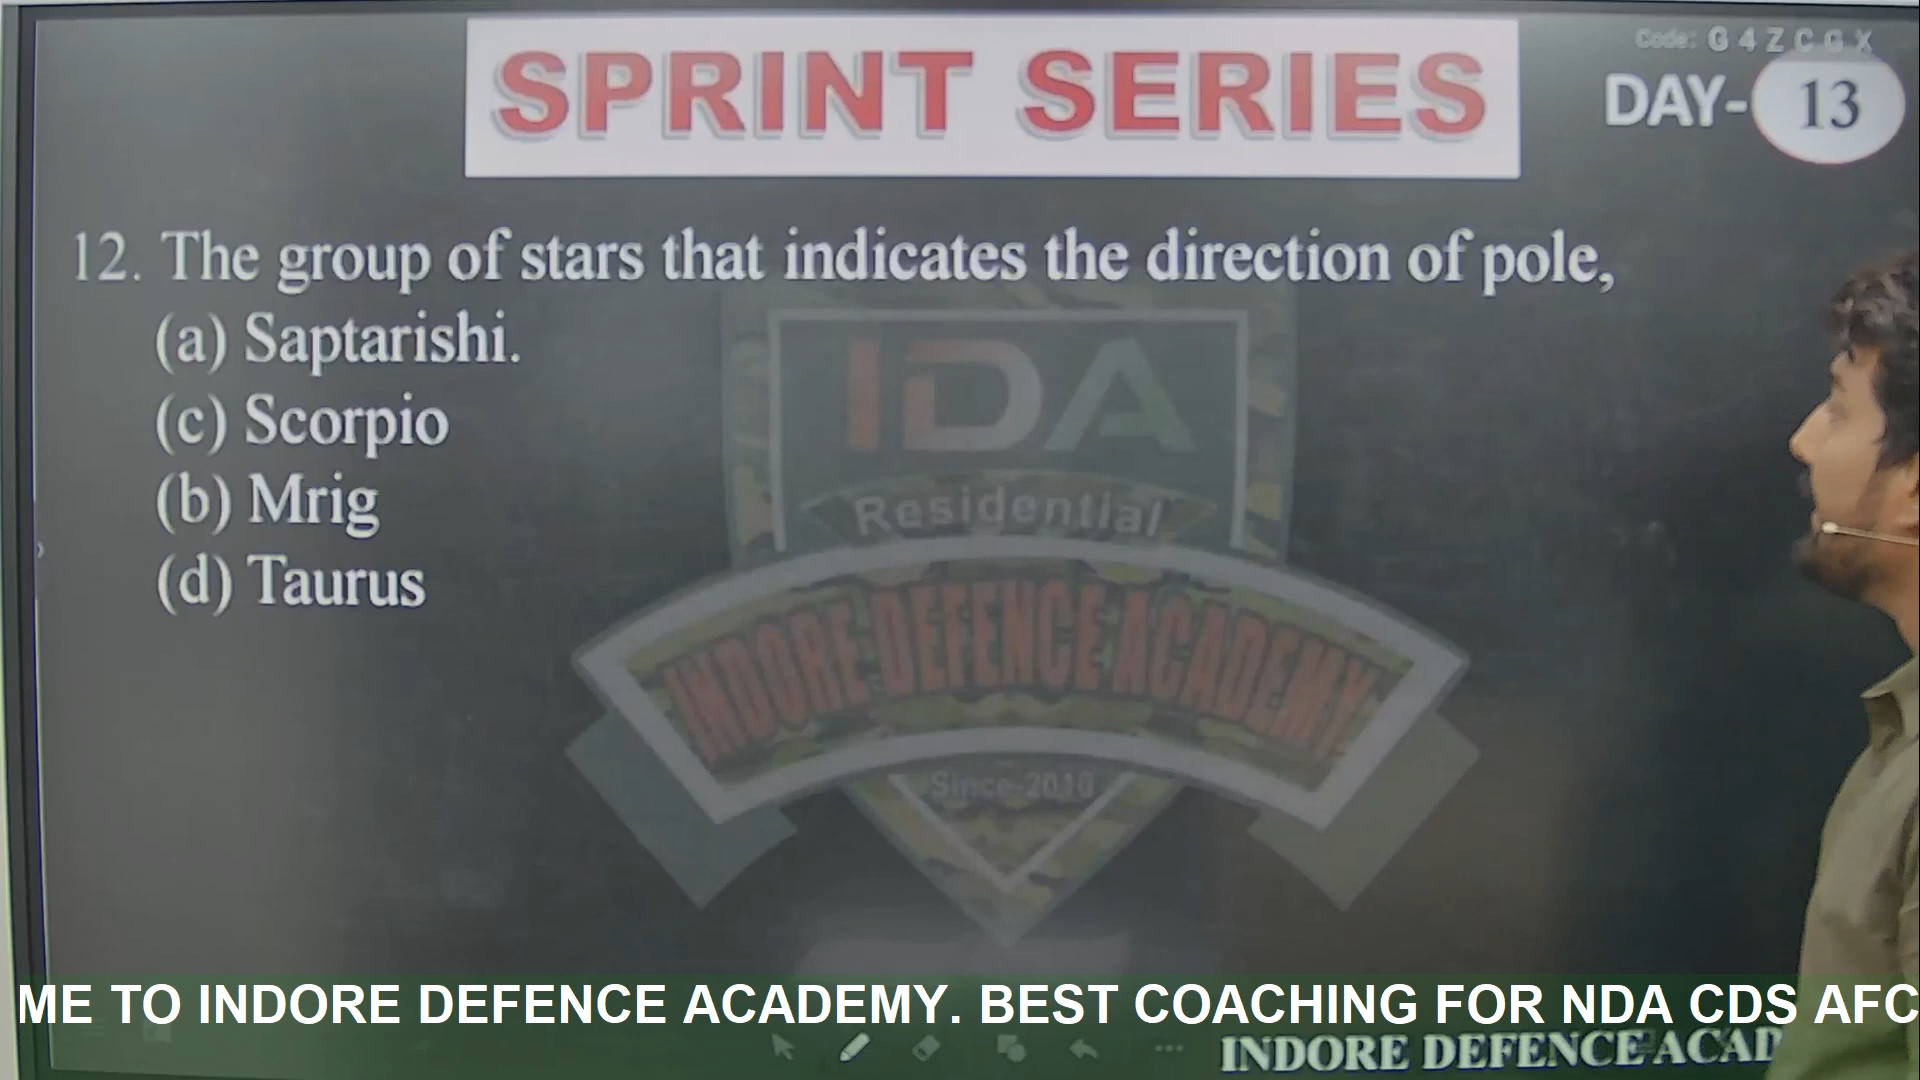 SPRINT SERIES
Code: G4ZCGX
DAY- 13
12. The group of stars that indicates the direction of pole,
(a) Saptarishi.
(c) Scorpio
(b) Mrig
(d) Taurus
IDA
Residential
INDORE DEFENCE ACADEMY
Since-2010
ME TO INDORE DEFENCE ACADEMY. BEST COACHING FOR NDA CDS AFC
INDORE DEFENCE ACAD